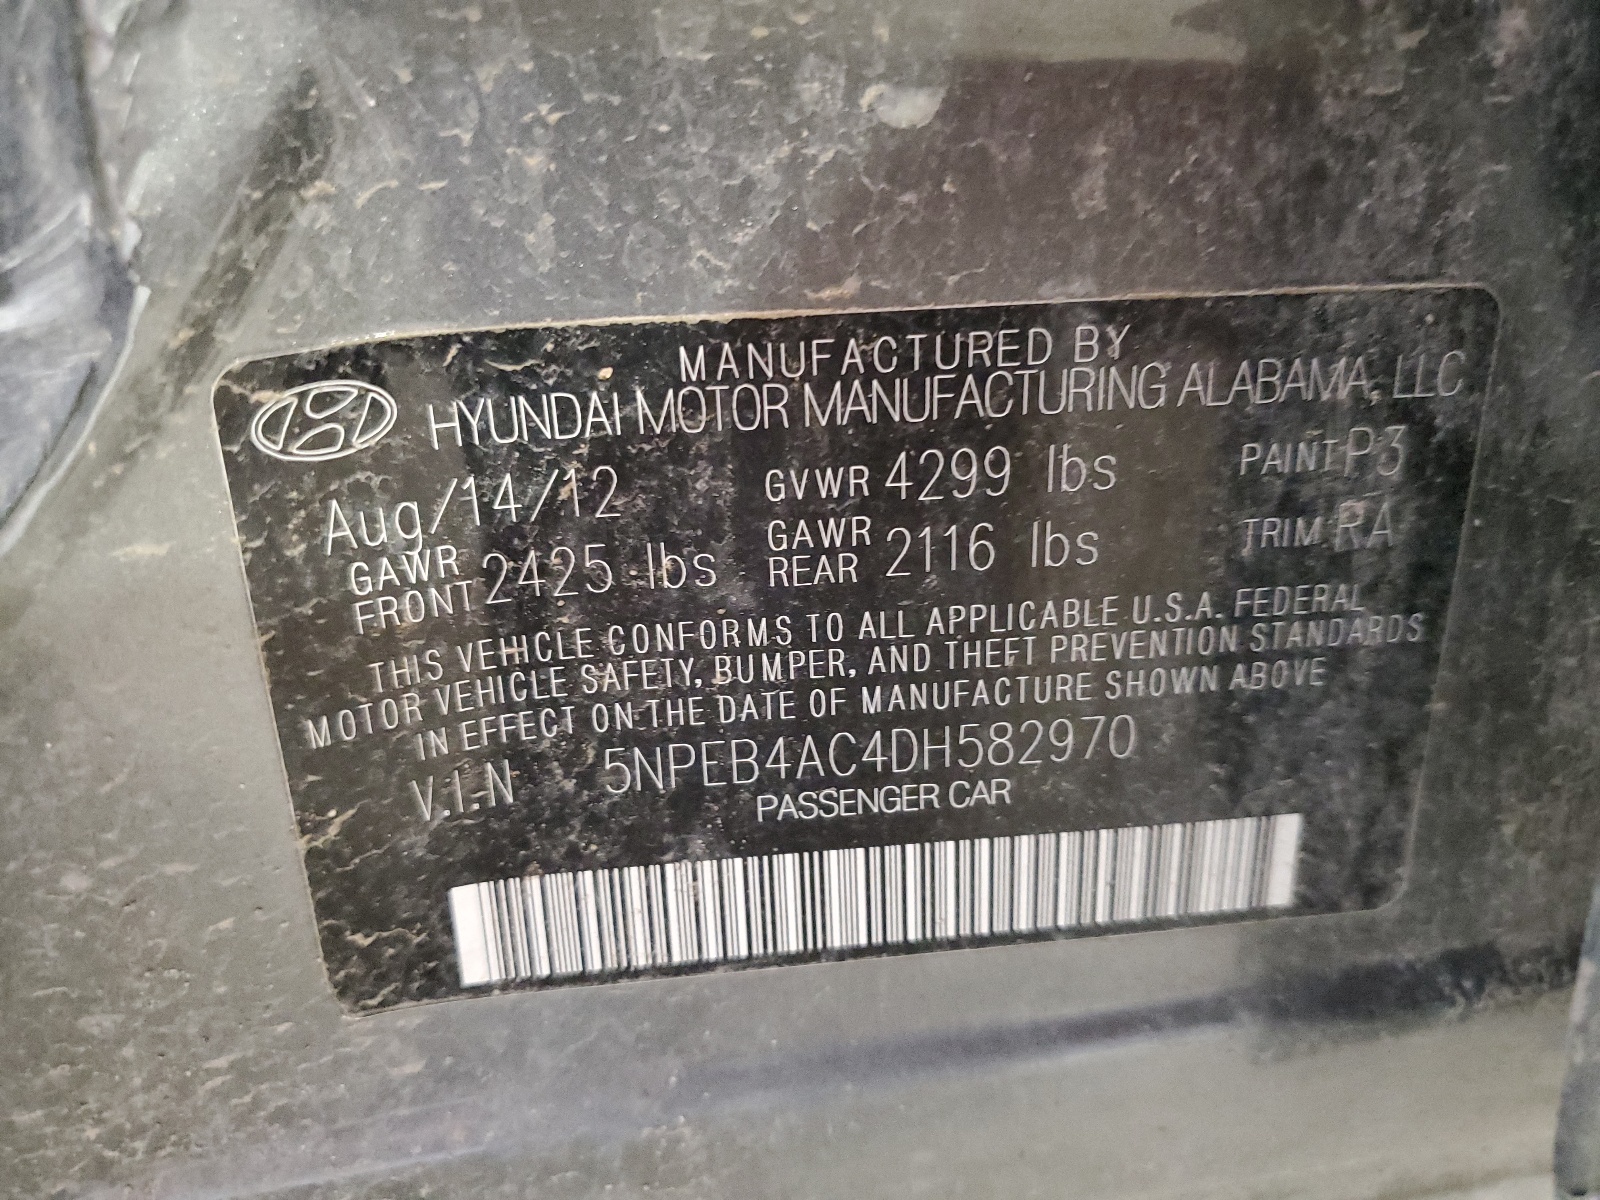 MANUFACTURED BY
HYUNDAI MOTOR MANUFACTURING ALABAMA, LLC
Aug/14/12 GVWR 4299 lbs PAINT P3
GAWR FRONT 2425 lbs GAWR REAR 2116 lbs TRIM RA
THIS VEHICLE CONFORMS TO ALL APPLICABLE U.S.A. FEDERAL
MOTOR VEHICLE SAFETY, BUMPER, AND THEFT PREVENTION STANDARDS
IN EFFECT ON THE DATE OF MANUFACTURE SHOWN ABOVE
V.I.N 5NPEB4AC4DH582970
PASSENGER CAR